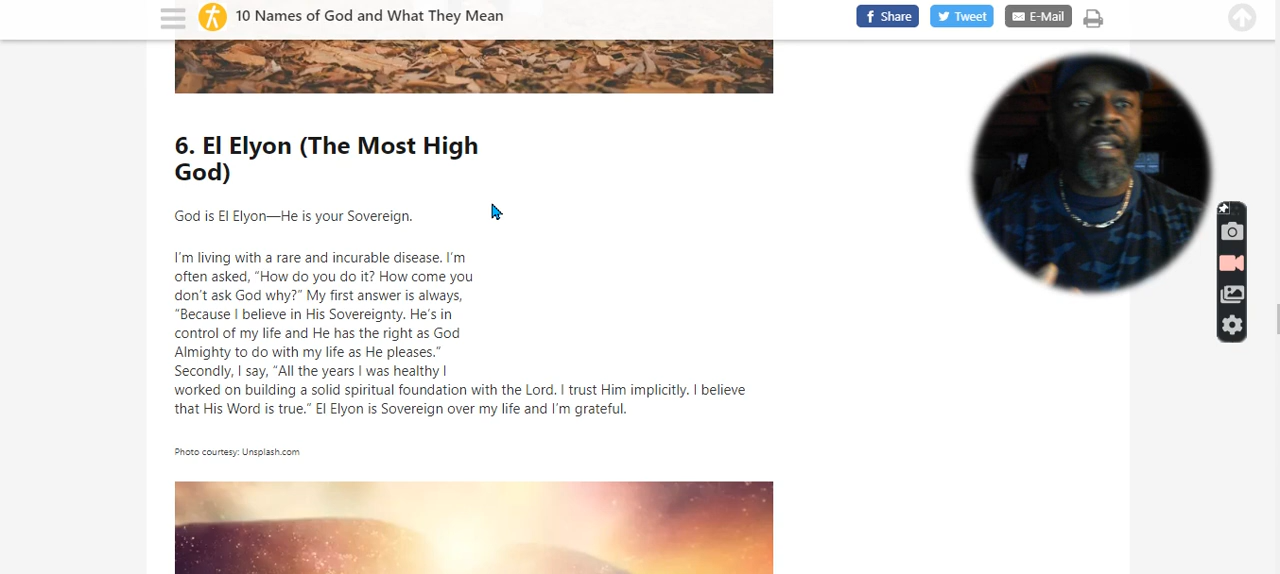 10 Names of God and What They Mean
Share
Tweet
E-Mail
6. El Elyon (The Most High
God)
God is El Elyon—He is your Sovereign.
I’m living with a rare and incurable disease. I’m
often asked, “How do you do it? How come you
don’t ask God why?” My first answer is always,
“Because I believe in His Sovereignty. He’s in
control of my life and He has the right as God
Almighty to do with my life as He pleases.”
Secondly, I say, “All the years I was healthy I
worked on building a solid spiritual foundation with the Lord. I trust Him implicitly. I believe
that His Word is true.” El Elyon is Sovereign over my life and I’m grateful.
Photo courtesy: Unsplash.com